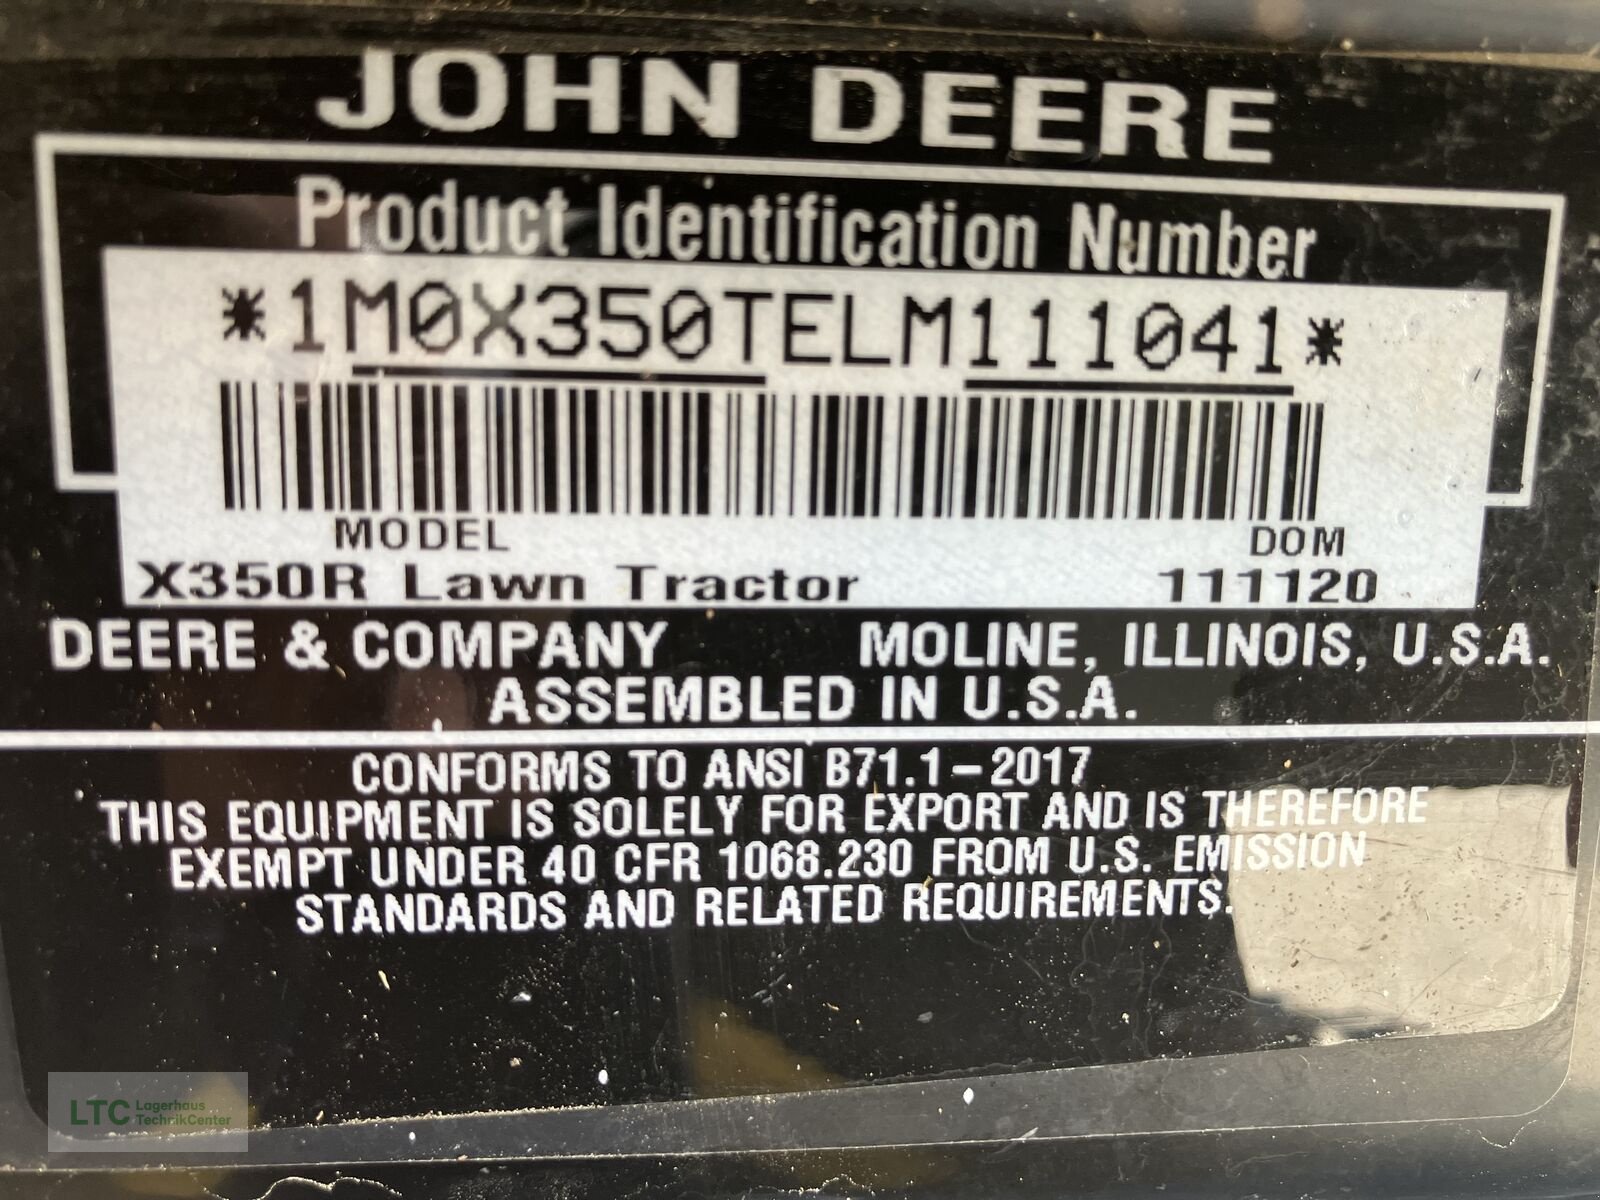 JOHN DEERE
Product Identification Number
*1M0X350TELM111041*
MODEL DOM
X350R Lawn Tractor 111120
DEERE & COMPANY MOLINE, ILLINOIS, U.S.A.
ASSEMBLED IN U.S.A.
CONFORMS TO ANSI B71.1-2017
THIS EQUIPMENT IS SOLELY FOR EXPORT AND IS THEREFORE
EXEMPT UNDER 40 CFR 1068.230 FROM U.S. EMISSION
STANDARDS AND RELATED REQUIREMENTS.
LTC Lagerhaus
TechnikCenter